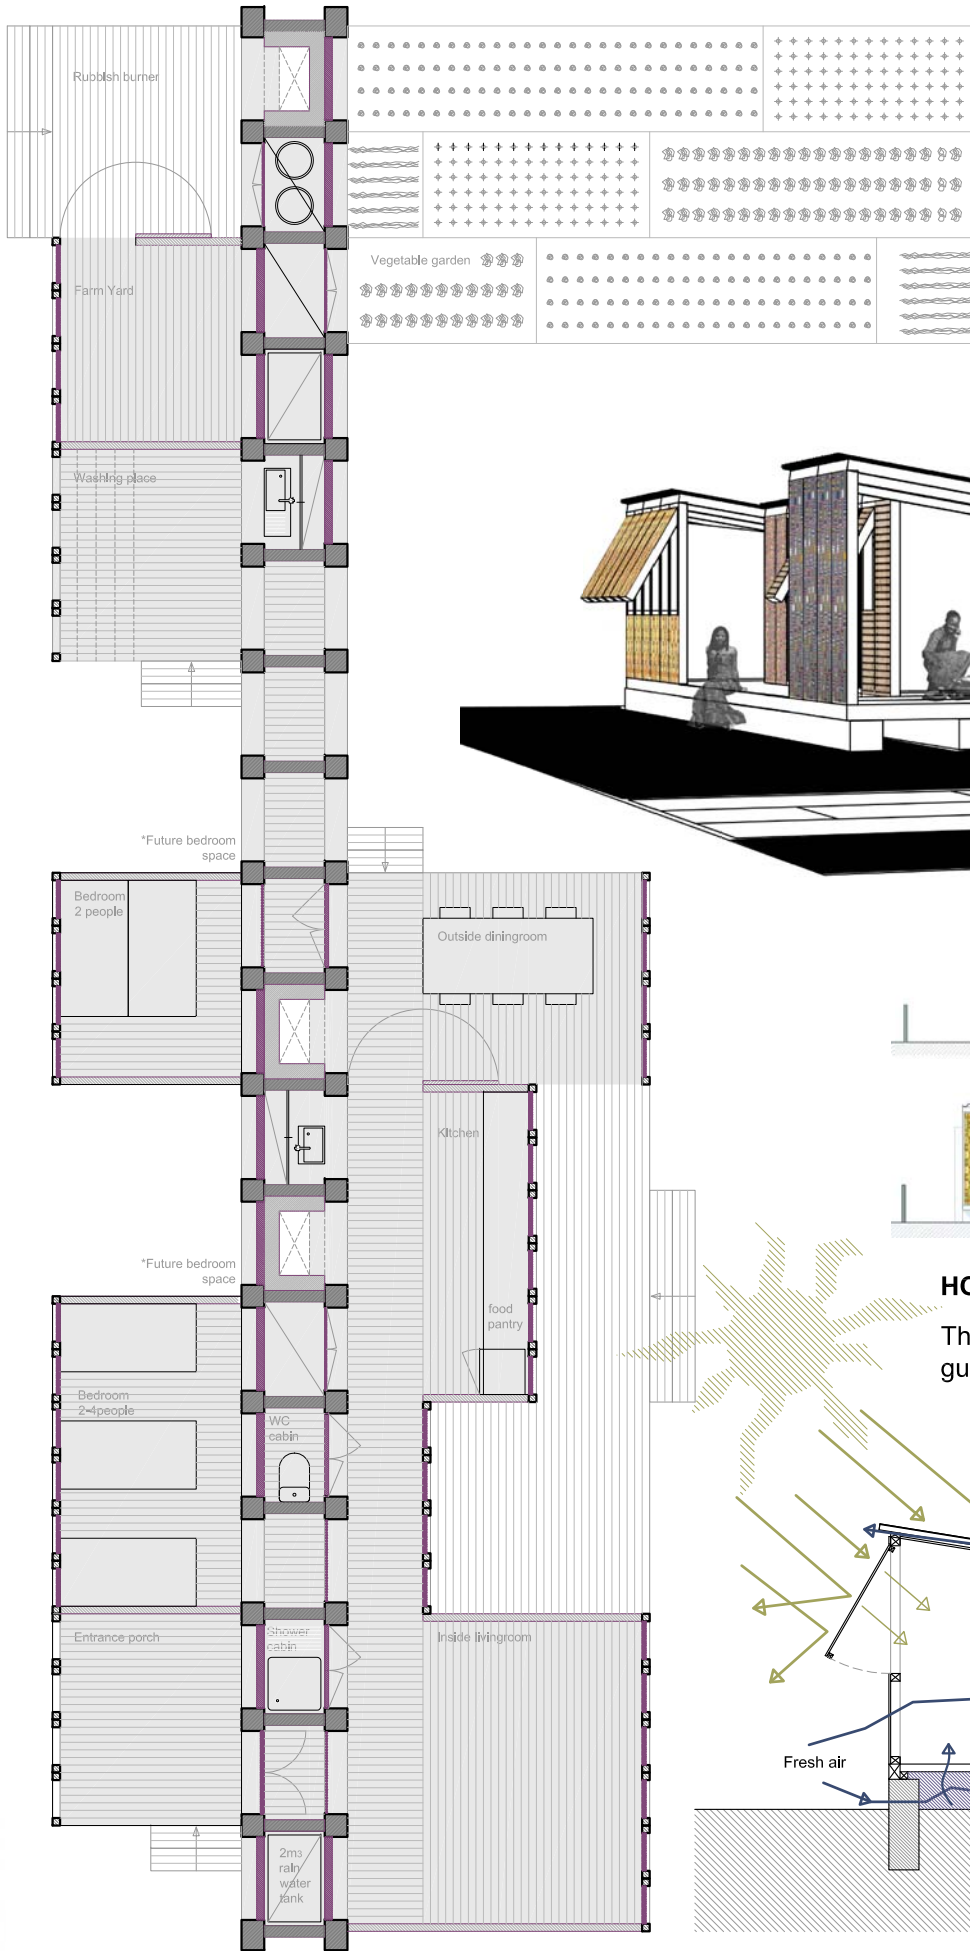 Rubbish burner
Vegetable garden
Farm Yard
Washing place
*Future bedroom
space
Bedroom
2 people
Outside diningroom
Kitchen
*Future bedroom
space
food
pantry
Bedroom
2-4people
WC
cabin
Entrance porch
Shower
cabin
Inside livingroom
2m3
rain
water
tank
HO
Th
gu
Fresh air